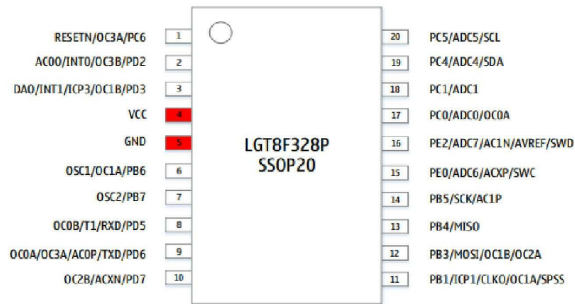 RESETN/OC3A/PC6 1
AC0O/INT0/OC3B/PD2 2
DAO/INT1/ICP3/OC1B/PD3 3
VCC 4
GND 5
OSC1/OC1A/PB6 6
OSC2/PB7 7
OC0B/T1/RXD/PD5 8
OC0A/OC3A/AC0P/TXD/PD6 9
OC2B/ACXN/PD7 10
LGT8F328P
SSOP20
20 PC5/ADC5/SCL
19 PC4/ADC4/SDA
18 PC1/ADC1
17 PC0/ADC0/OC0A
16 PE2/ADC7/AC1N/AVREF/SWD
15 PE0/ADC6/ACXP/SWC
14 PB5/SCK/AC1P
13 PB4/MISO
12 PB3/MOSI/OC1B/OC2A
11 PB1/ICP1/CLKO/OC1A/SPSS